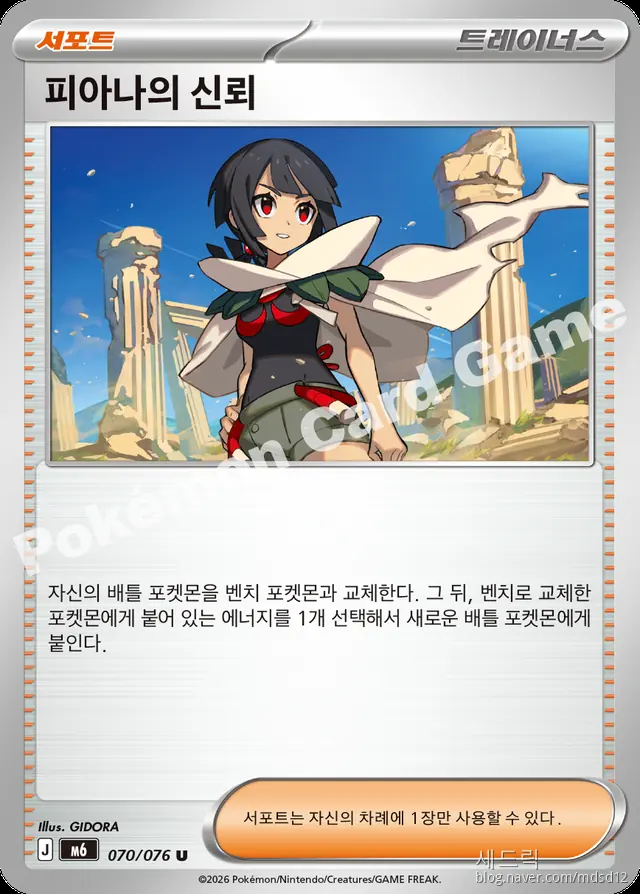 서포트
트레이너스
피아나의 신뢰
Pokémon Card Game
자신의 배틀 포켓몬을 벤치 포켓몬과 교체한다. 그 뒤, 벤치로 교체한
포켓몬에게 붙어 있는 에너지를 1개 선택해서 새로운 배틀 포켓몬에게
붙인다.
서포트는 자신의 차례에 1장만 사용할 수 있다.
Illus. GIDORA
J M6 070/076 U
©2026 Pokémon/Nintendo/Creatures/GAME FREAK.
세드릭
blog.naver.com/mdsd12